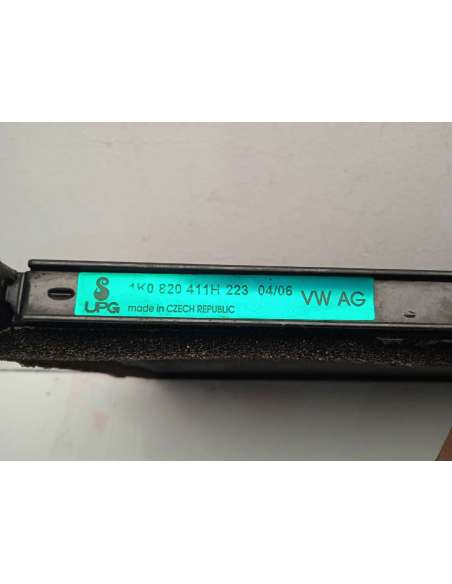 1K0 820 411H 223 04/06 VW AG
UPG made in CZECH REPUBLIC